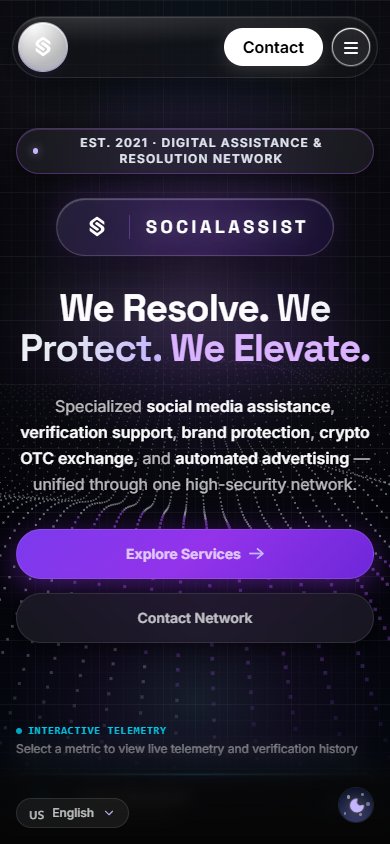 Contact
EST. 2021 · DIGITAL ASSISTANCE &
RESOLUTION NETWORK
SOCIALASSIST
We Resolve. We
Protect. We Elevate.
Specialized social media assistance,
verification support, brand protection, crypto
OTC exchange, and automated advertising —
unified through one high-security network.
Explore Services →
Contact Network
INTERACTIVE TELEMETRY
Select a metric to view live telemetry and verification history
US English